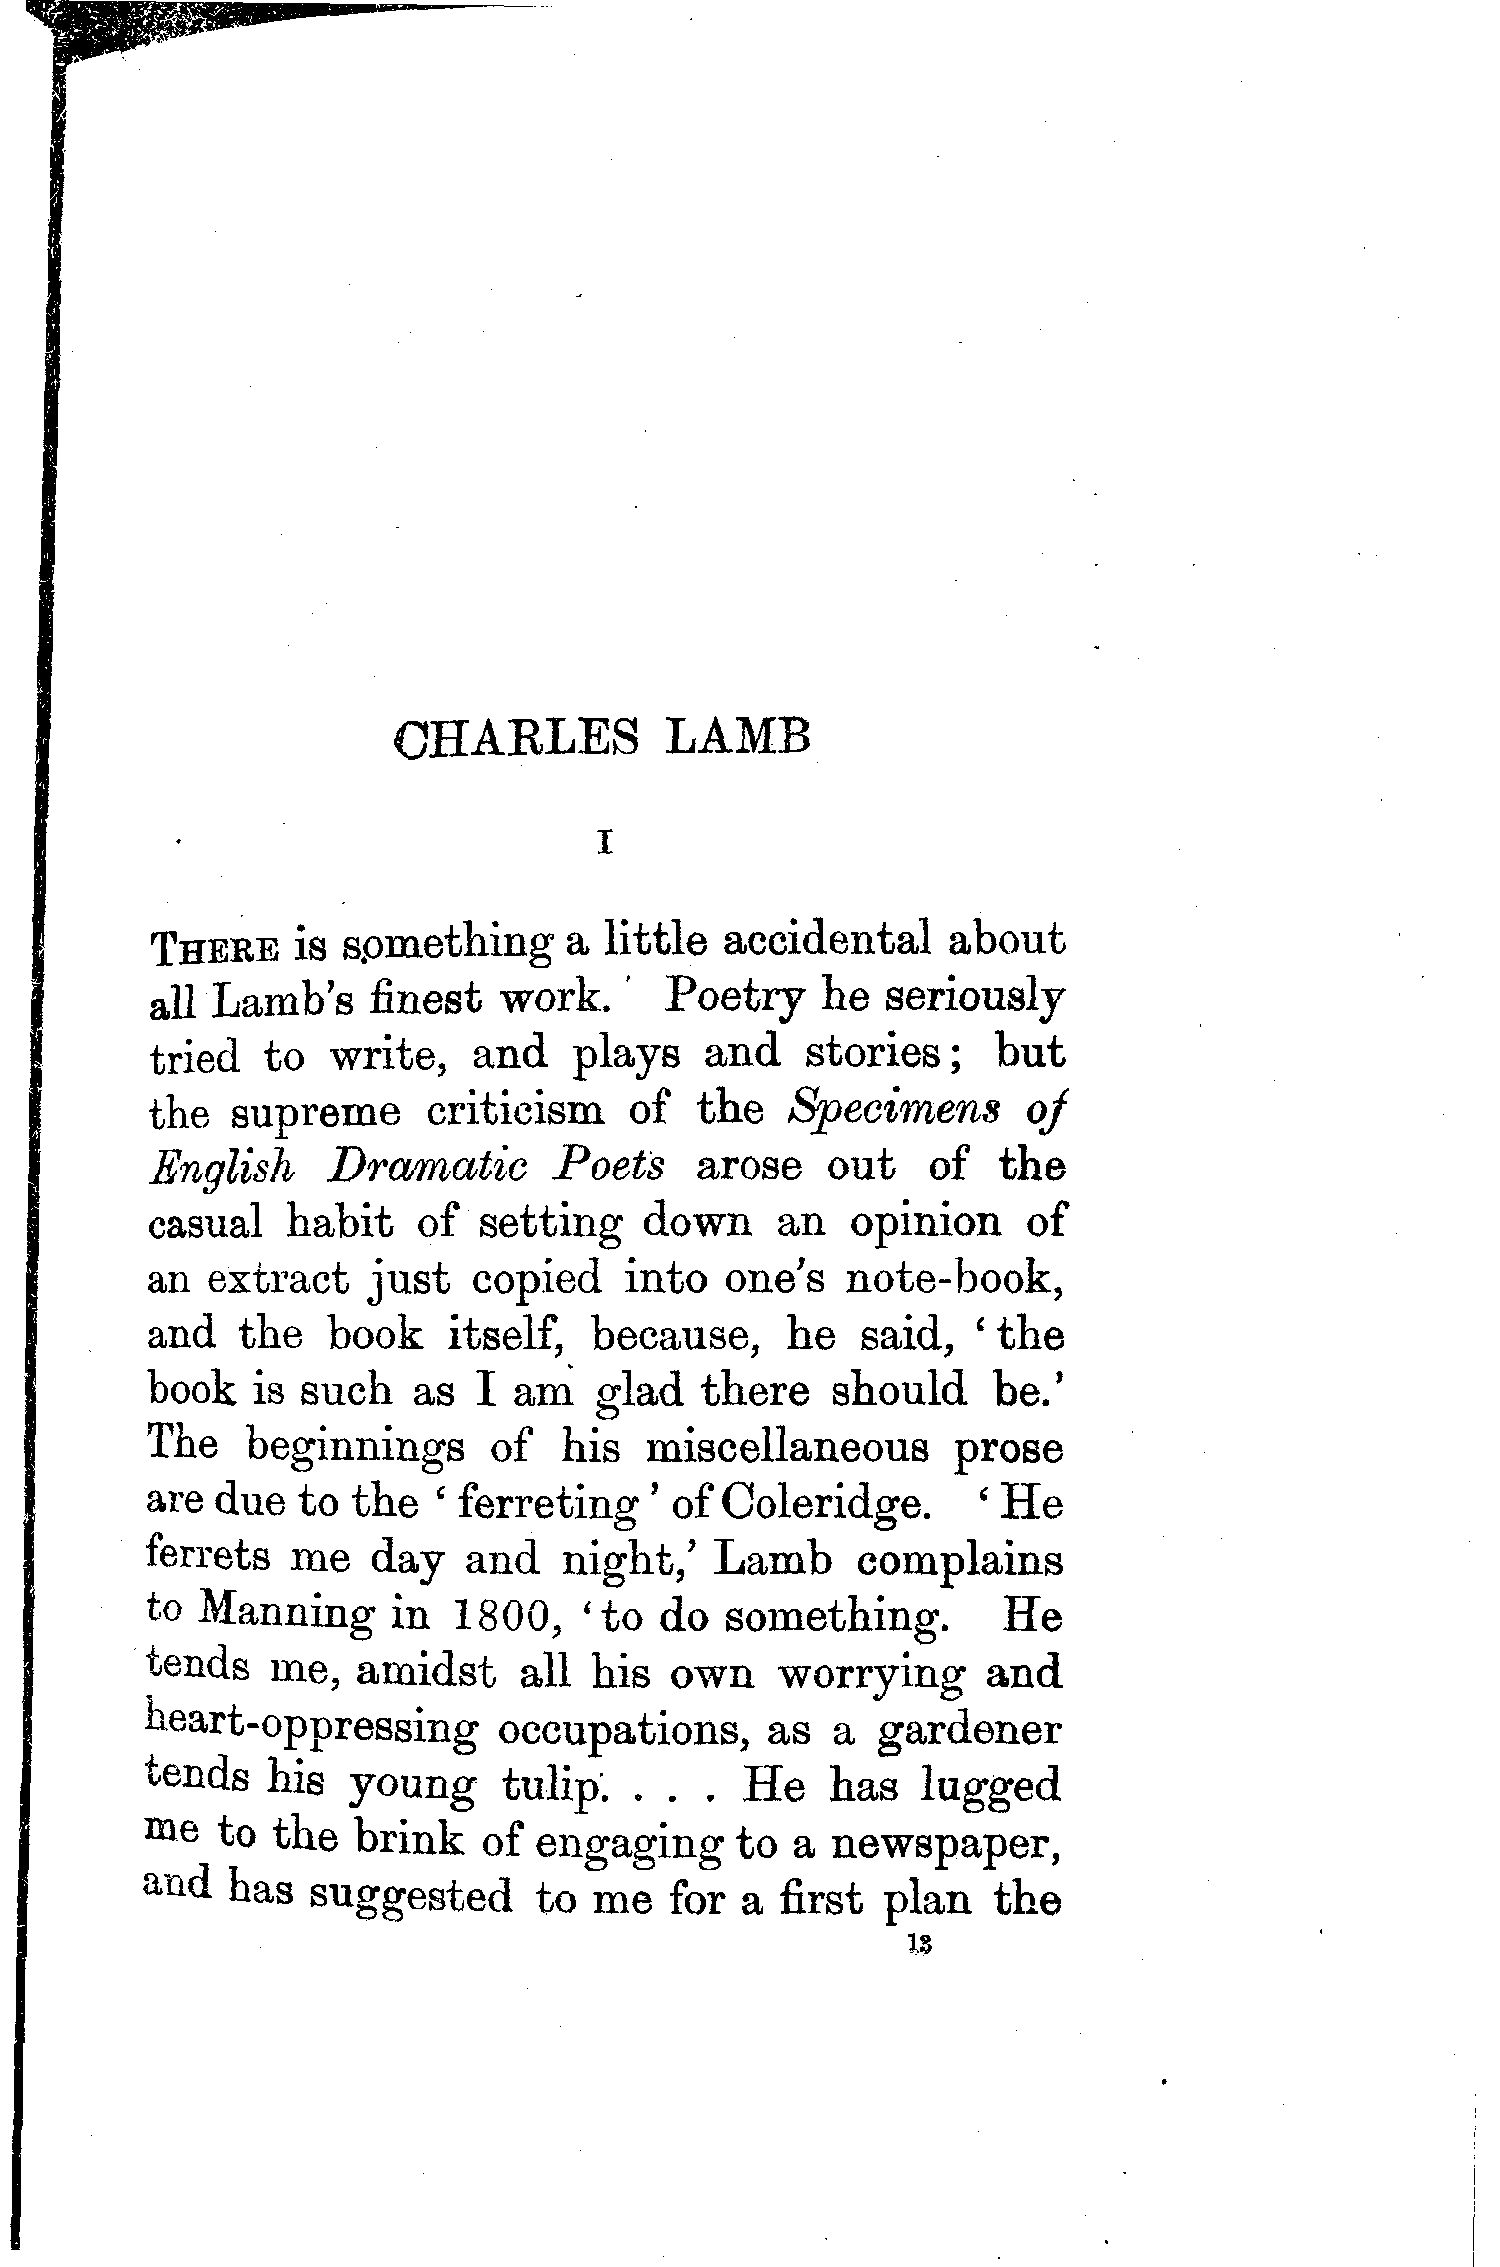 CHARLES LAMB
I
THERE is something a little accidental about
all Lamb's finest work. Poetry he seriously
tried to write, and plays and stories; but
the supreme criticism of the Specimens of
English Dramatic Poets arose out of the
casual habit of setting down an opinion of
an extract just copied into one's note-book,
and the book itself, because, he said, ‘the
book is such as I am glad there should be.’
The beginnings of his miscellaneous prose
are due to the ‘ferreting’ of Coleridge. ‘He
ferrets me day and night,’ Lamb complains
to Manning in 1800, ‘to do something. He
tends me, amidst all his own worrying and
heart-oppressing occupations, as a gardener
tends his young tulip. . . . He has lugged
me to the brink of engaging to a newspaper,
and has suggested to me for a first plan the
13